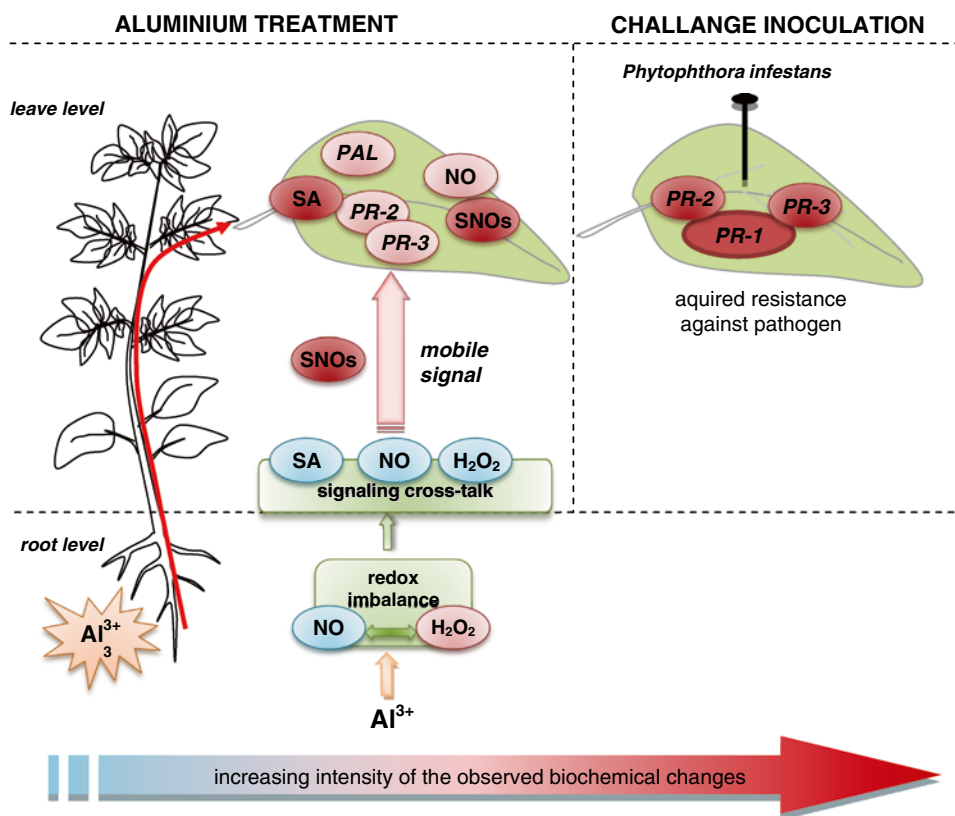 ALUMINIUM TREATMENT
CHALLANGE INOCULATION
leave level
Phytophthora infestans
PAL
NO
SA
PR-2
SNOs
PR-3
PR-2
PR-3
PR-1
aquired resistance
against pathogen
SNOs
mobile
signal
SA
NO
H₂O₂
signaling cross-talk
root level
redox
imbalance
NO
H₂O₂
Al³⁺
3
Al³⁺
increasing intensity of the observed biochemical changes